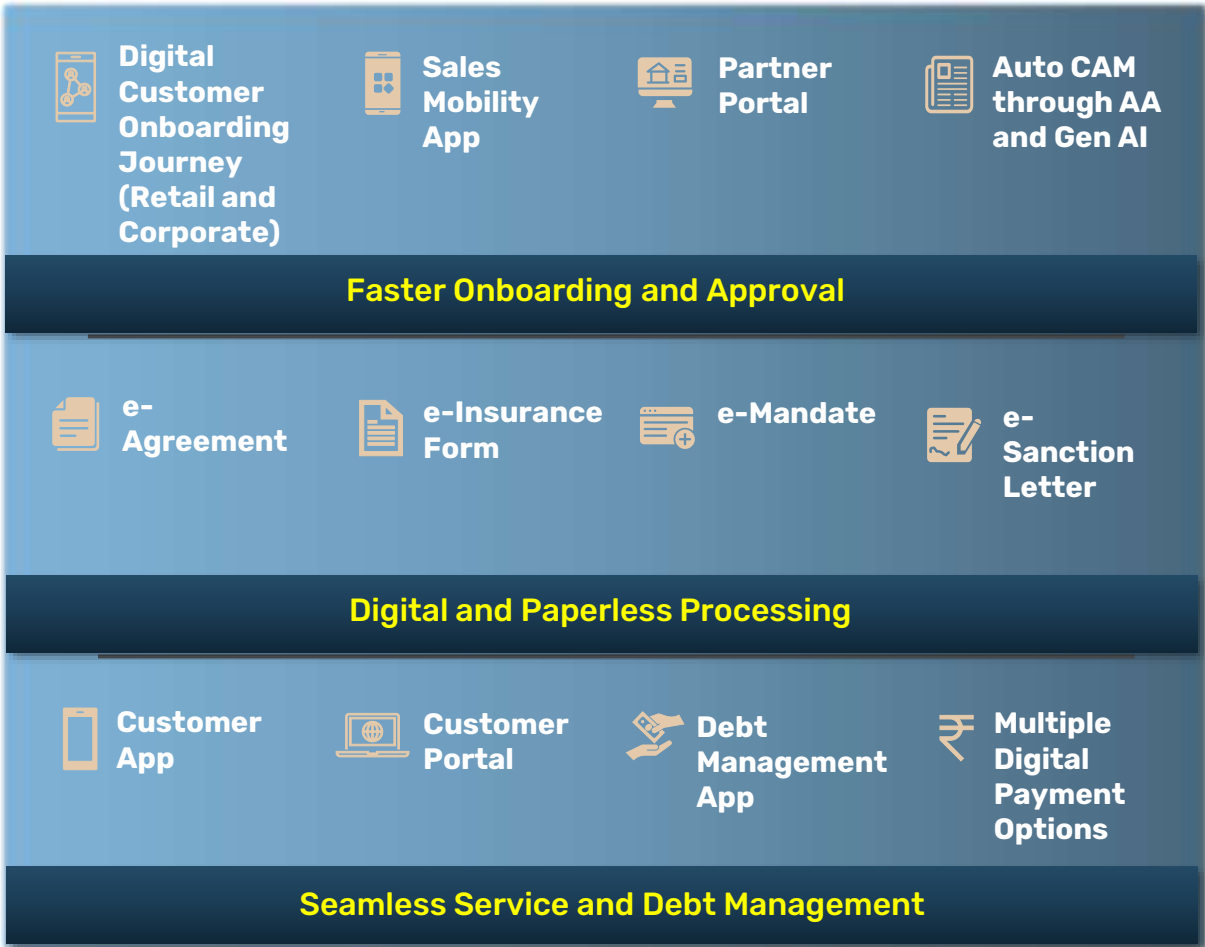 Digital
Customer
Onboarding
Journey
(Retail and
Corporate)
Sales
Mobility
App
Partner
Portal
Auto CAM
through AA
and Gen AI
Faster Onboarding and Approval
e-
Agreement
e-Insurance
Form
e-Mandate
e-
Sanction
Letter
Digital and Paperless Processing
Customer
App
Customer
Portal
Debt
Management
App
₹
Multiple
Digital
Payment
Options
Seamless Service and Debt Management